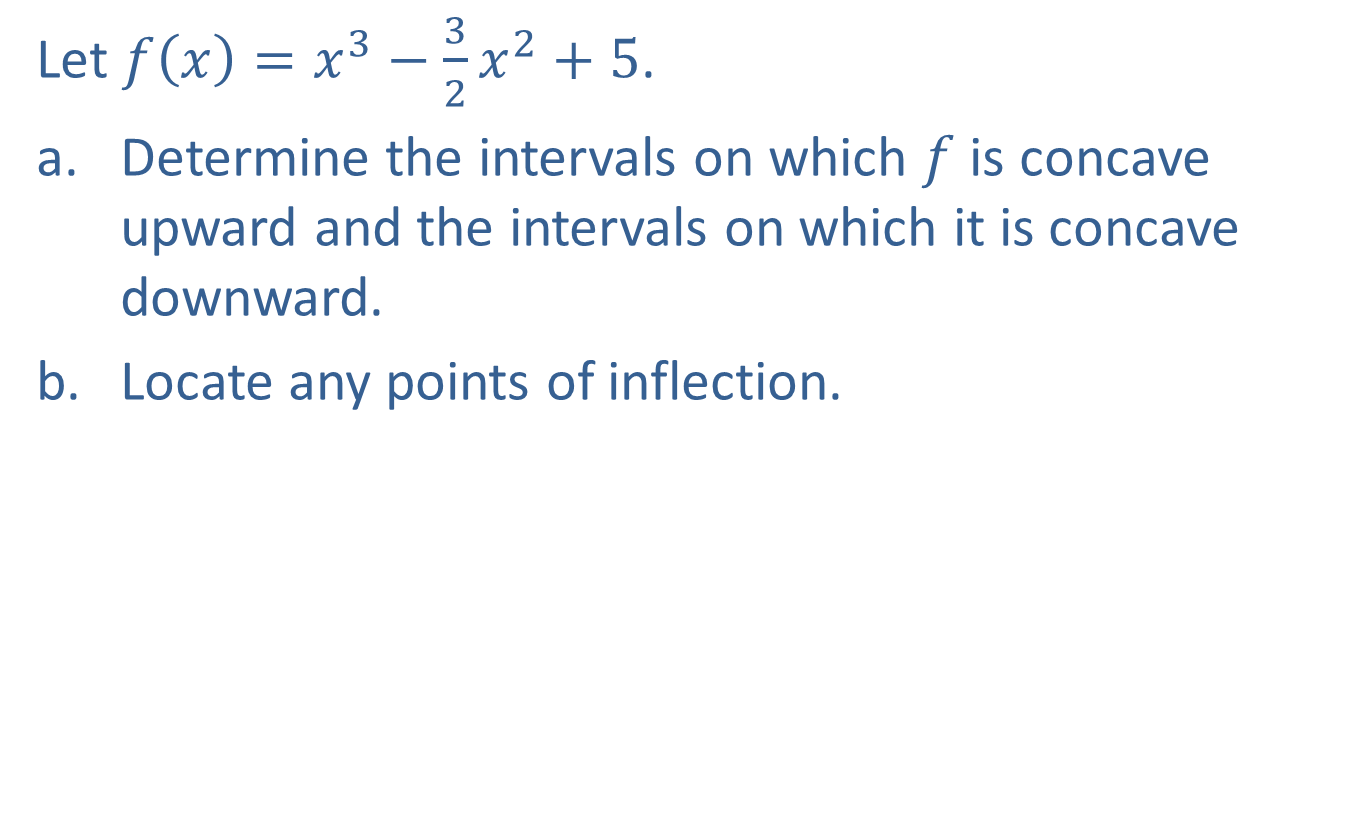 Let f(x) = x³ − 3/2 x² + 5.
a. Determine the intervals on which f is concave
upward and the intervals on which it is concave
downward.
b. Locate any points of inflection.